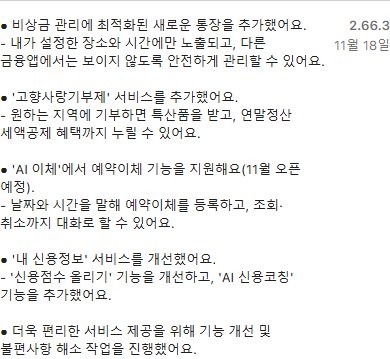 ● 비상금 관리에 최적화된 새로운 통장을 추가했어요.
2.66.3
- 내가 설정한 장소와 시간에만 노출되고, 다른
11월 18일
금융앱에서는 보이지 않도록 안전하게 관리할 수 있어요.
● '고향사랑기부제' 서비스를 추가했어요.
- 원하는 지역에 기부하면 특산품을 받고, 연말정산
세액공제 혜택까지 누릴 수 있어요.
● 'AI 이체'에서 예약이체 기능을 지원해요(11월 오픈
예정).
- 날짜와 시간을 말해 예약이체를 등록하고, 조회·
취소까지 대화로 할 수 있어요.
● '내 신용정보' 서비스를 개선했어요.
- '신용점수 올리기' 기능을 개선하고, 'AI 신용코칭'
기능을 추가했어요.
● 더욱 편리한 서비스 제공을 위해 기능 개선 및
불편사항 해소 작업을 진행했어요.